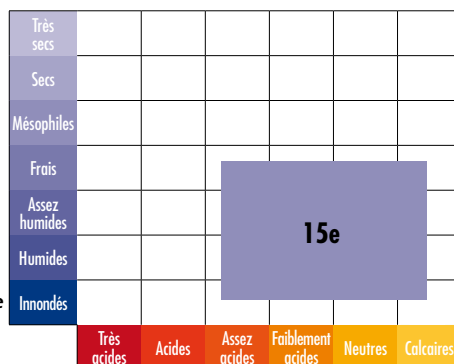 Très
secs
Secs
Mésophiles
Frais
Assez
humides
15e
Humides
e
Innondés
Très
acides
Acides
Assez
acides
Faiblement
acides
Neutres
Calcaires